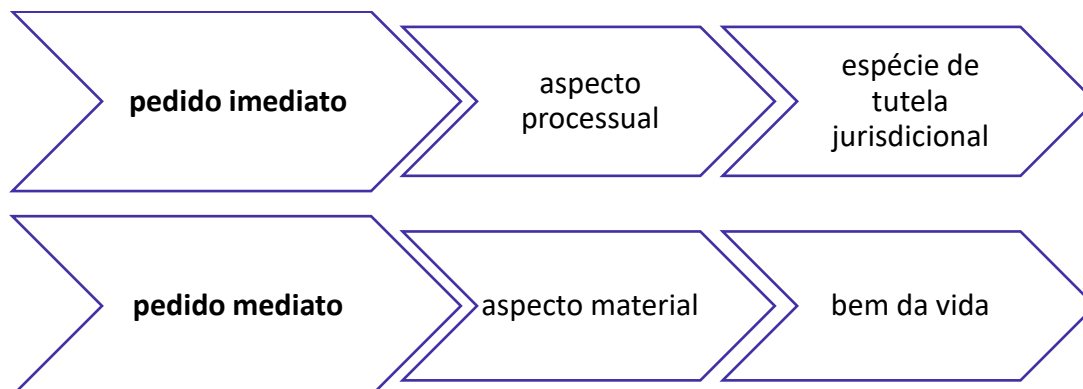 pedido imediato
aspecto
processual
espécie de
tutela
jurisdicional
pedido mediato
aspecto material
bem da vida